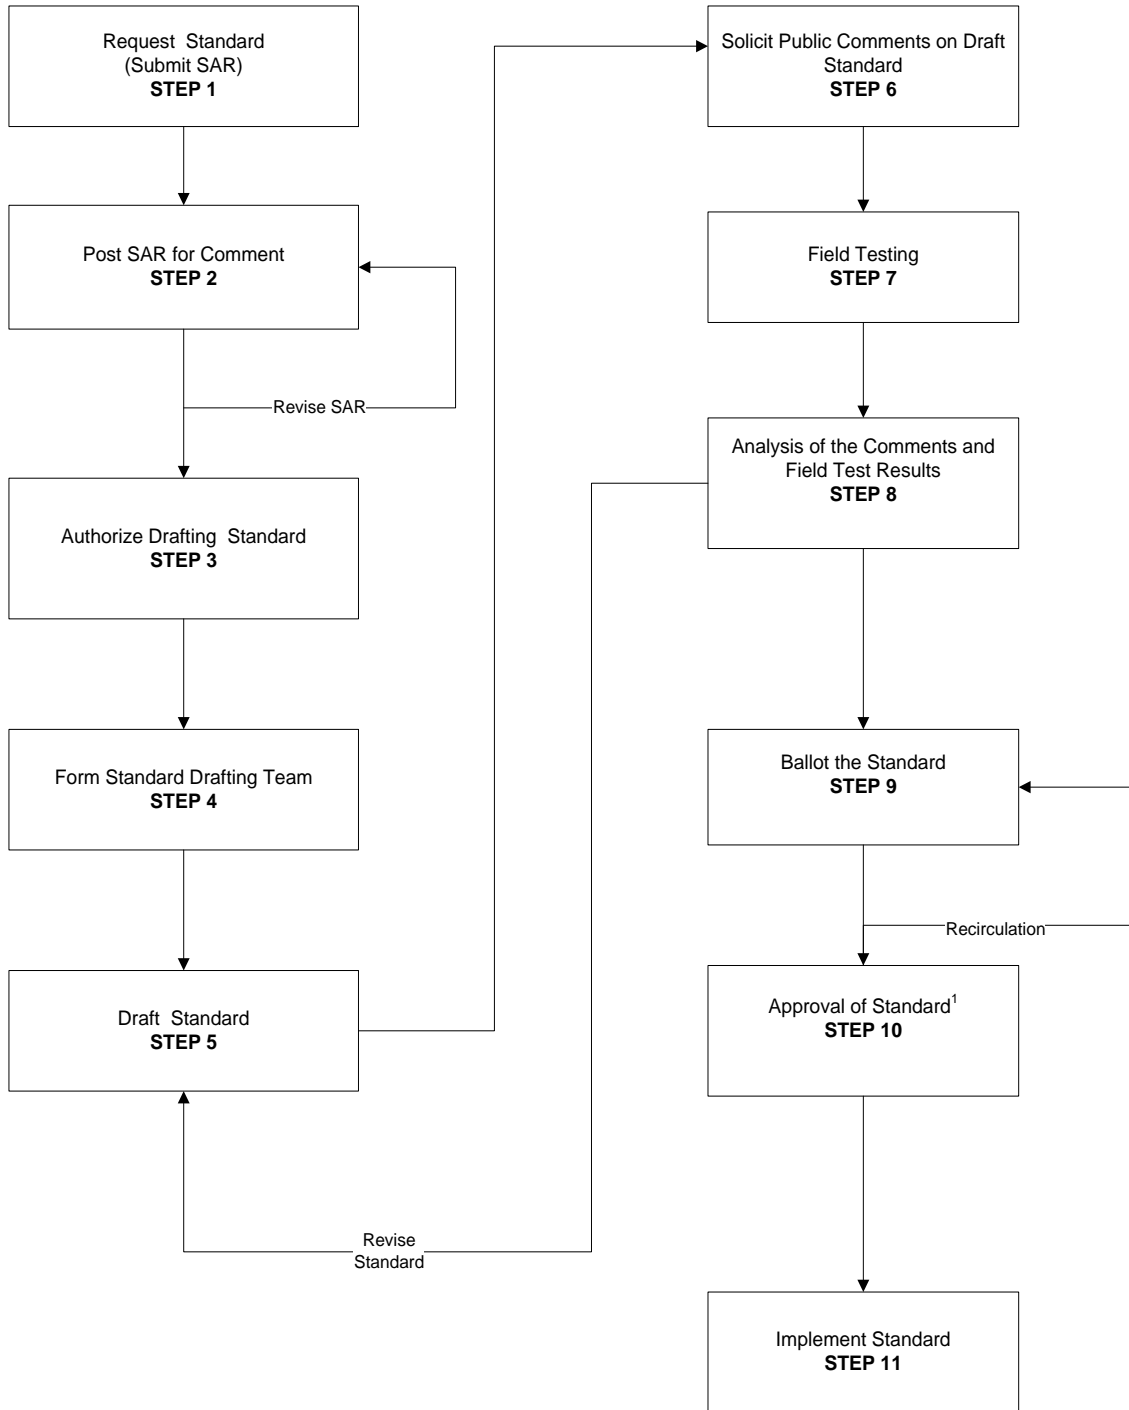 Request Standard
(Submit SAR)
STEP 1
Post SAR for Comment
STEP 2
Revise SAR
Authorize Drafting Standard
STEP 3
Form Standard Drafting Team
STEP 4
Draft Standard
STEP 5
Revise
Standard
Solicit Public Comments on Draft
Standard
STEP 6
Field Testing
STEP 7
Analysis of the Comments and
Field Test Results
STEP 8
Ballot the Standard
STEP 9
Recirculation
Approval of Standard¹
STEP 10
Implement Standard
STEP 11